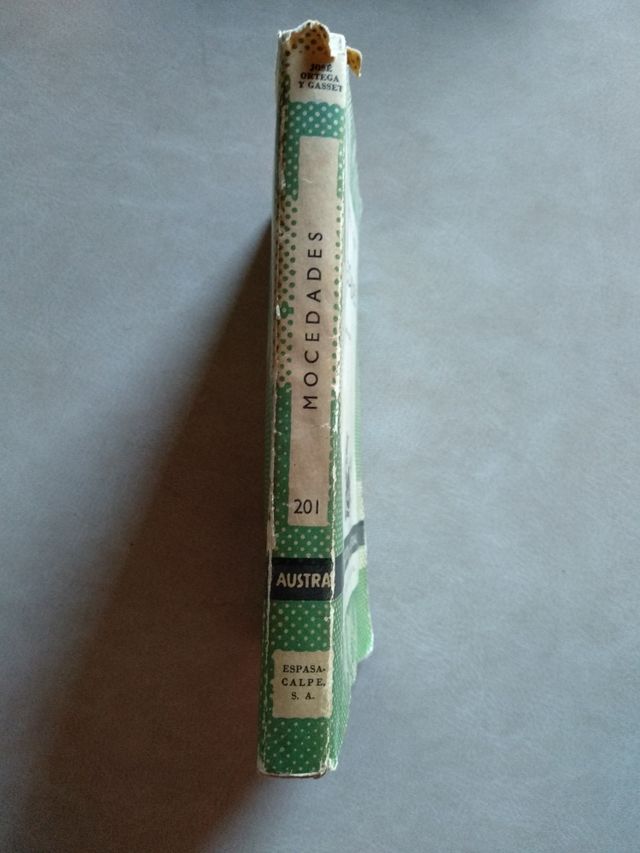 JOSÉ
ORTEGA
Y GASSET
MOCEDADES
201
AUSTRAL
ESPASA-
CALPE,
S. A.